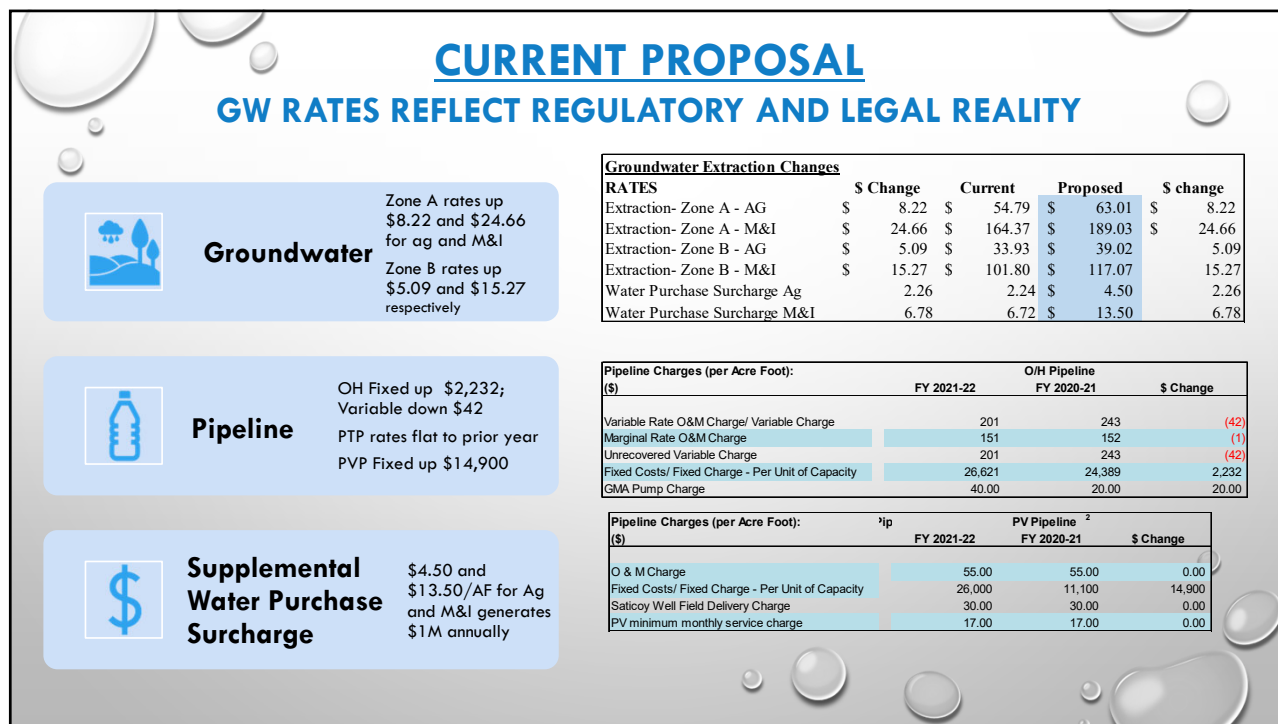 CURRENT PROPOSAL
GW RATES REFLECT REGULATORY AND LEGAL REALITY
Groundwater
Zone A rates up
$8.22 and $24.66
for ag and M&I
Zone B rates up
$5.09 and $15.27
respectively
Pipeline
OH Fixed up $2,232;
Variable down $42
PTP rates flat to prior year
PVP Fixed up $14,900
Supplemental
Water Purchase
Surcharge
$4.50 and
$13.50/AF for Ag
and M&I generates
$1M annually
Groundwater Extraction Changes
RATES $ Change Current Proposed $ change
Extraction- Zone A - AG $ 8.22 $ 54.79 $ 63.01 $ 8.22
Extraction- Zone A - M&I $ 24.66 $ 164.37 $ 189.03 $ 24.66
Extraction- Zone B - AG $ 5.09 $ 33.93 $ 39.02 5.09
Extraction- Zone B - M&I $ 15.27 $ 101.80 $ 117.07 15.27
Water Purchase Surcharge Ag 2.26 2.24 $ 4.50 2.26
Water Purchase Surcharge M&I 6.78 6.72 $ 13.50 6.78
Pipeline Charges (per Acre Foot): O/H Pipeline
($) FY 2021-22 FY 2020-21 $ Change
Variable Rate O&M Charge/ Variable Charge 201 243 (42)
Marginal Rate O&M Charge 151 152 (1)
Unrecovered Variable Charge 201 243 (42)
Fixed Costs/ Fixed Charge - Per Unit of Capacity 26,621 24,389 2,232
GMA Pump Charge 40.00 20.00 20.00
Pipeline Charges (per Acre Foot): Pip PV Pipeline 2
($) FY 2021-22 FY 2020-21 $ Change
O & M Charge 55.00 55.00 0.00
Fixed Costs/ Fixed Charge - Per Unit of Capacity 26,000 11,100 14,900
Saticoy Well Field Delivery Charge 30.00 30.00 0.00
PV minimum monthly service charge 17.00 17.00 0.00